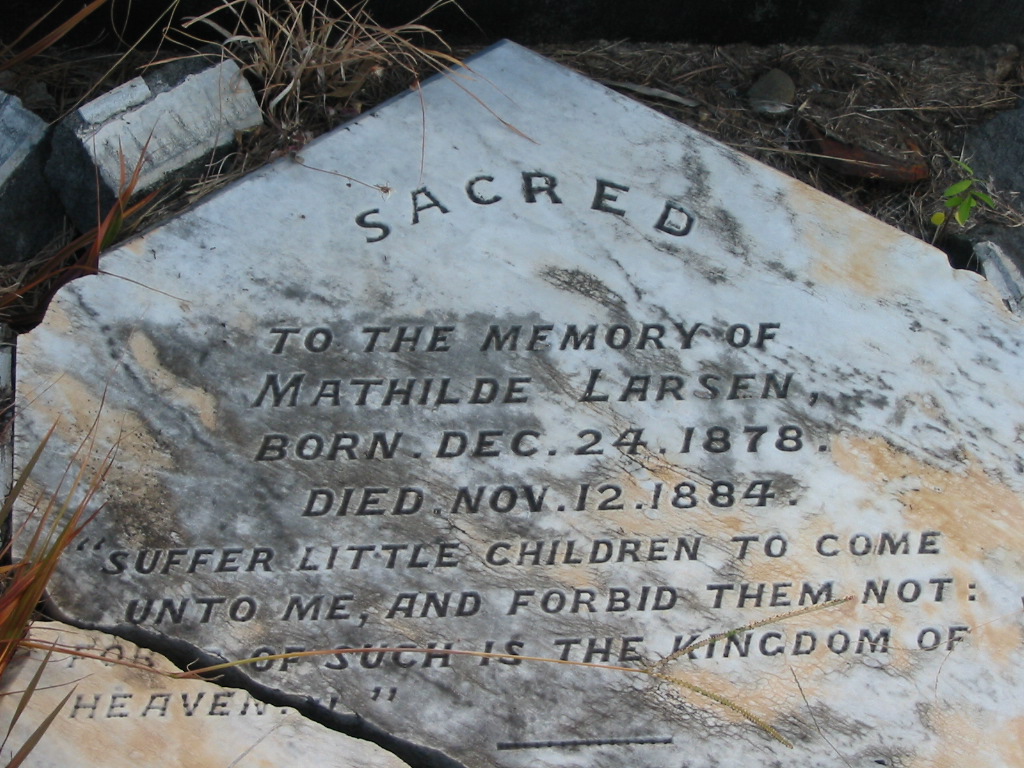 SACRED
TO THE MEMORY OF
MATHILDE LARSEN,
BORN. DEC. 24. 1878.
DIED. NOV. 12. 1884.
"SUFFER LITTLE CHILDREN TO COME
UNTO ME, AND FORBID THEM NOT:
FOR OF SUCH IS THE KINGDOM OF
HEAVEN."